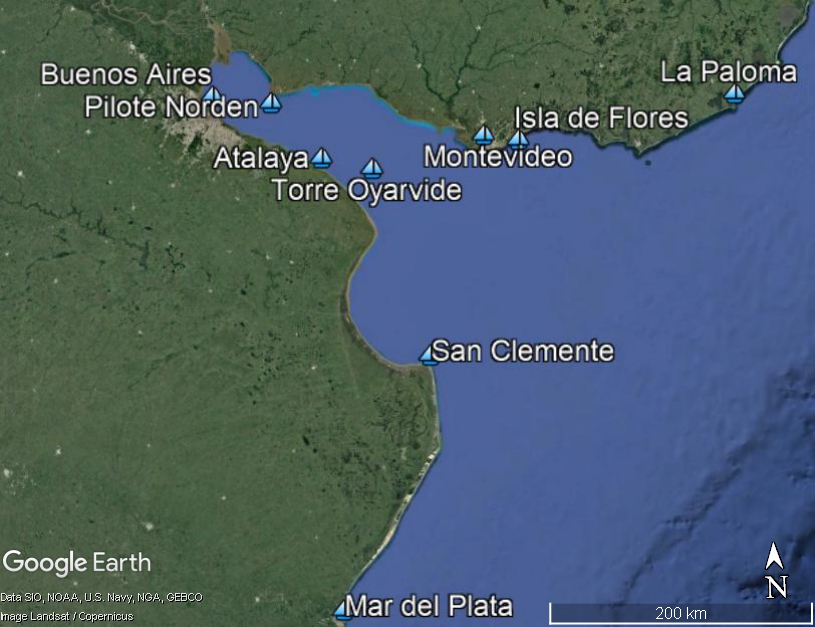 La Paloma
Buenos Aires
Pilote Norden
Isla de Flores
Atalaya
Montevideo
Torre Oyarvide
San Clemente
Google Earth
N
Data SIO, NOAA, U.S. Navy, NGA, GEBCO
Mar del Plata
200 km
Image Landsat / Copernicus